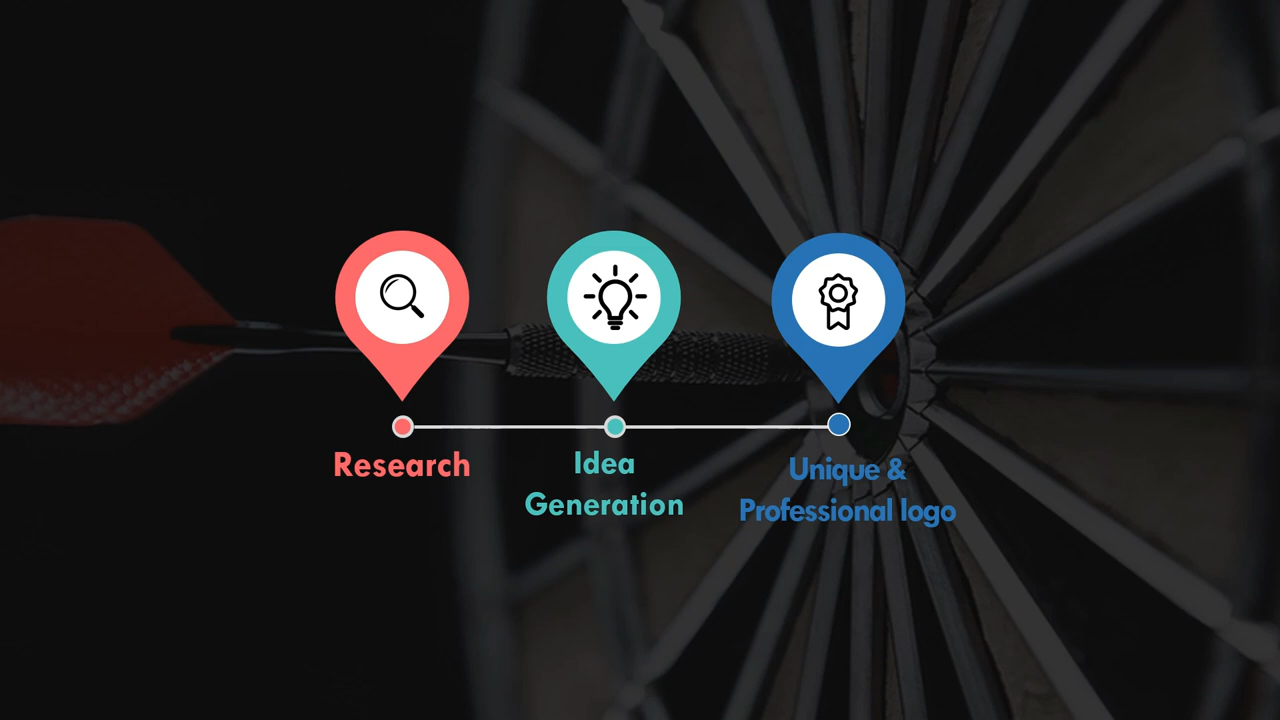 Research
Idea
Generation
Unique &
Professional logo